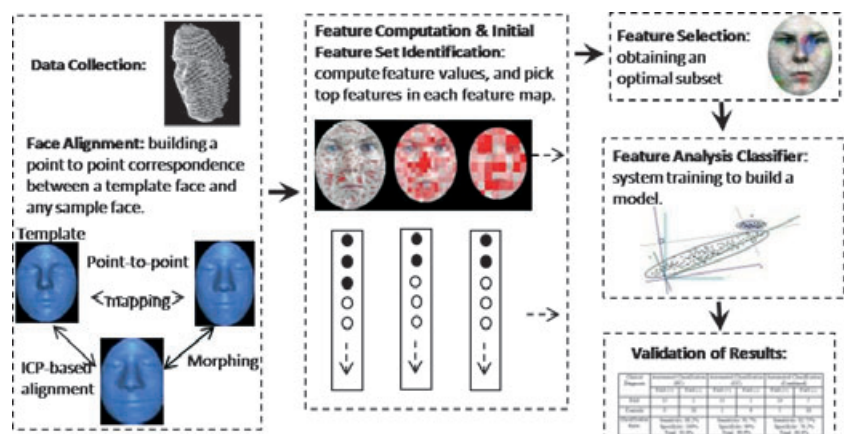 Data Collection:
Face Alignment: building a
point to point correspondence
between a template face and
any sample face.
Template
Point-to-point
mapping
ICP-based
alignment
Morphing
Feature Computation & Initial
Feature Set Identification:
compute feature values, and pick
top features in each feature map.
Feature Selection:
obtaining an
optimal subset
Feature Analysis Classifier:
system training to build a
model.
Validation of Results: